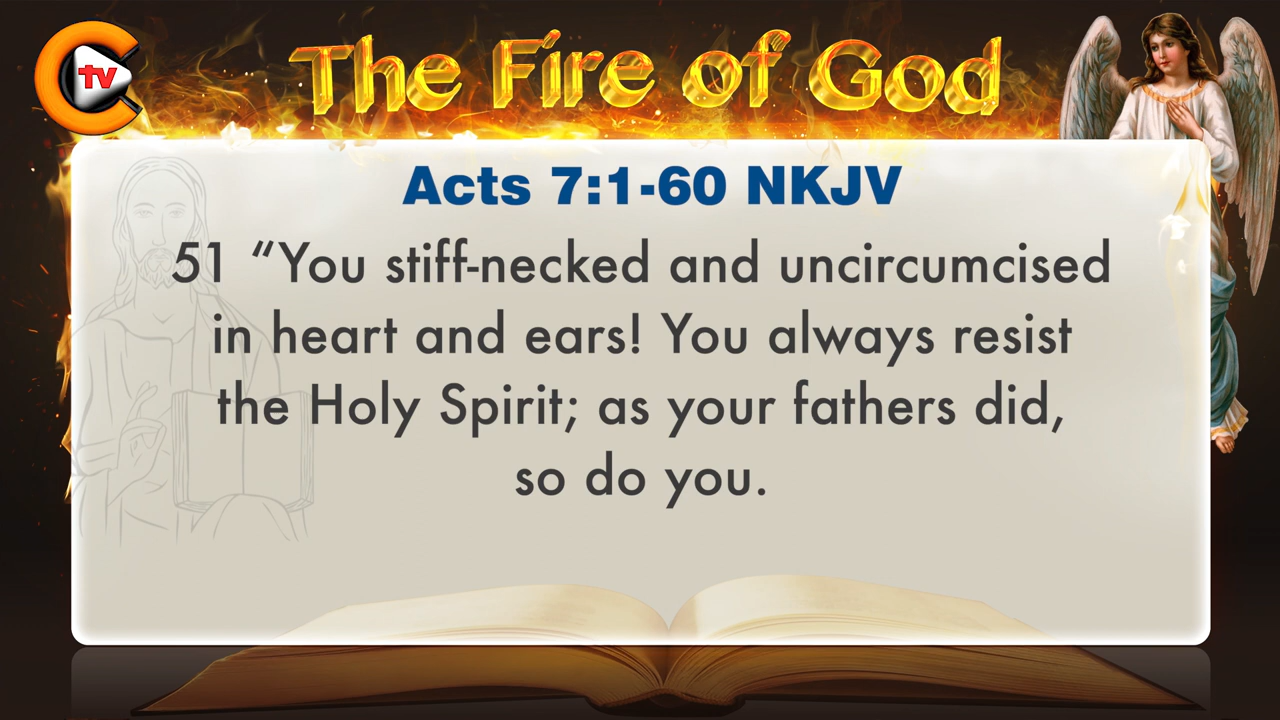 tv
The Fire of God
Acts 7:1-60 NKJV
51 “You stiff-necked and uncircumcised
in heart and ears! You always resist
the Holy Spirit; as your fathers did,
so do you.